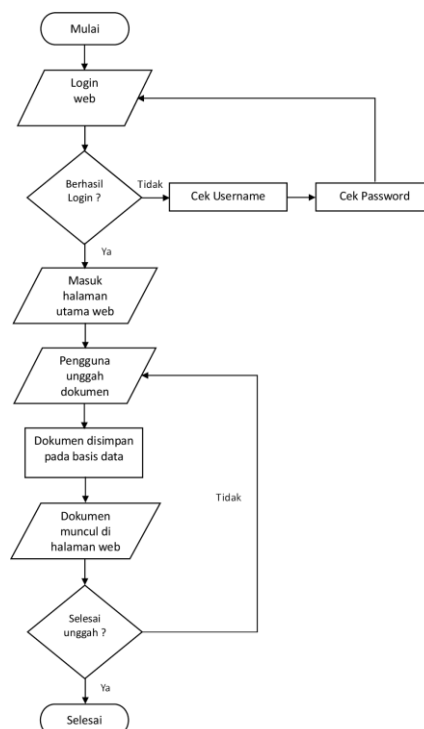 Mulai
Login
web
Berhasil
Login ?
Tidak
Cek Username
Cek Password
Ya
Masuk
halaman
utama web
Pengguna
unggah
dokumen
Dokumen disimpan
pada basis data
Tidak
Dokumen
muncul di
halaman web
Selesai
unggah ?
Ya
Selesai